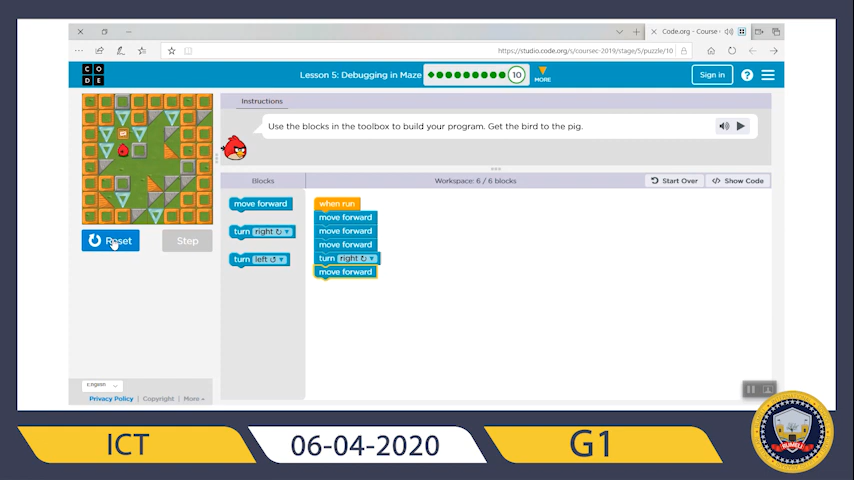 Code.org - Course
https://studio.code.org/s/coursec-2019/stage/5/puzzle/10
CODE
Lesson 5: Debugging in Maze
10
MORE
Sign in
?
Instructions
Use the blocks in the toolbox to build your program. Get the bird to the pig.
Blocks
Workspace: 6 / 6 blocks
Start Over
</> Show Code
move forward
turn right
turn left
when run
move forward
move forward
move forward
turn right
move forward
Reset
Step
English
Privacy Policy | Copyright | More
ICT
06-04-2020
G1